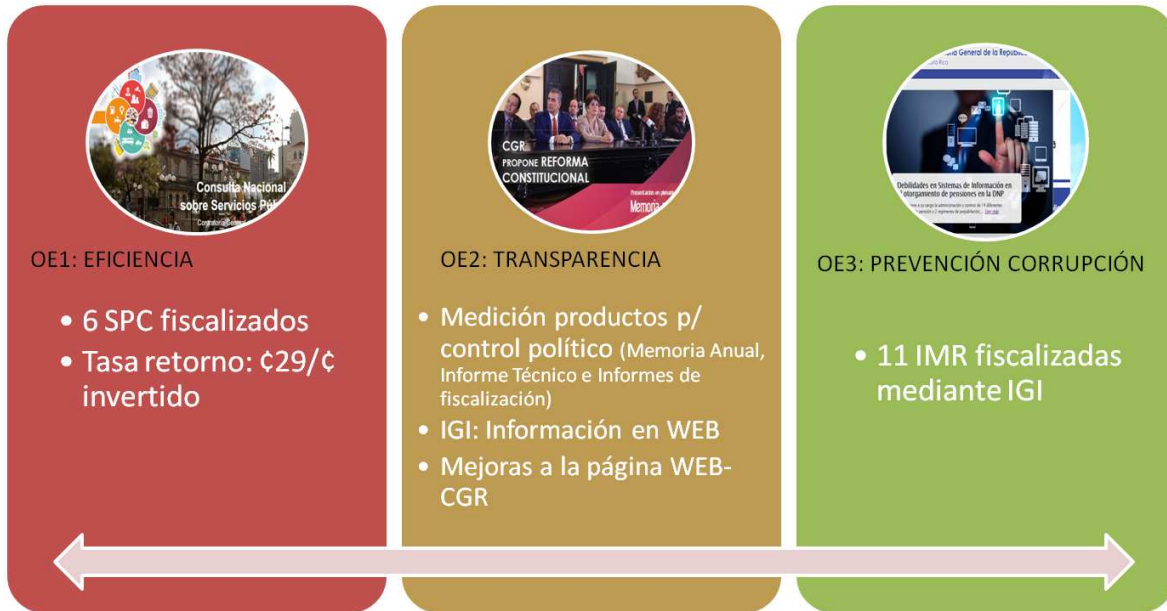 Consulta Nacional
sobre Servicios
OE1: EFICIENCIA
• 6 SPC fiscalizados
• Tasa retorno: ¢29/¢
invertido
CGR
PROPONE REFORMA
CONSTITUCIONAL
Presentación en
Memoria
OE2: TRANSPARENCIA
• Medición productos p/
control político (Memoria Anual,
Informe Técnico e Informes de
fiscalización)
• IGI: Información en WEB
• Mejoras a la página WEB-
CGR
General de la República
Rica
Debilidades en Sistemas de Información en
otorgamiento de pensiones en la DNP
OE3: PREVENCIÓN CORRUPCIÓN
• 11 IMR fiscalizadas
mediante IGI